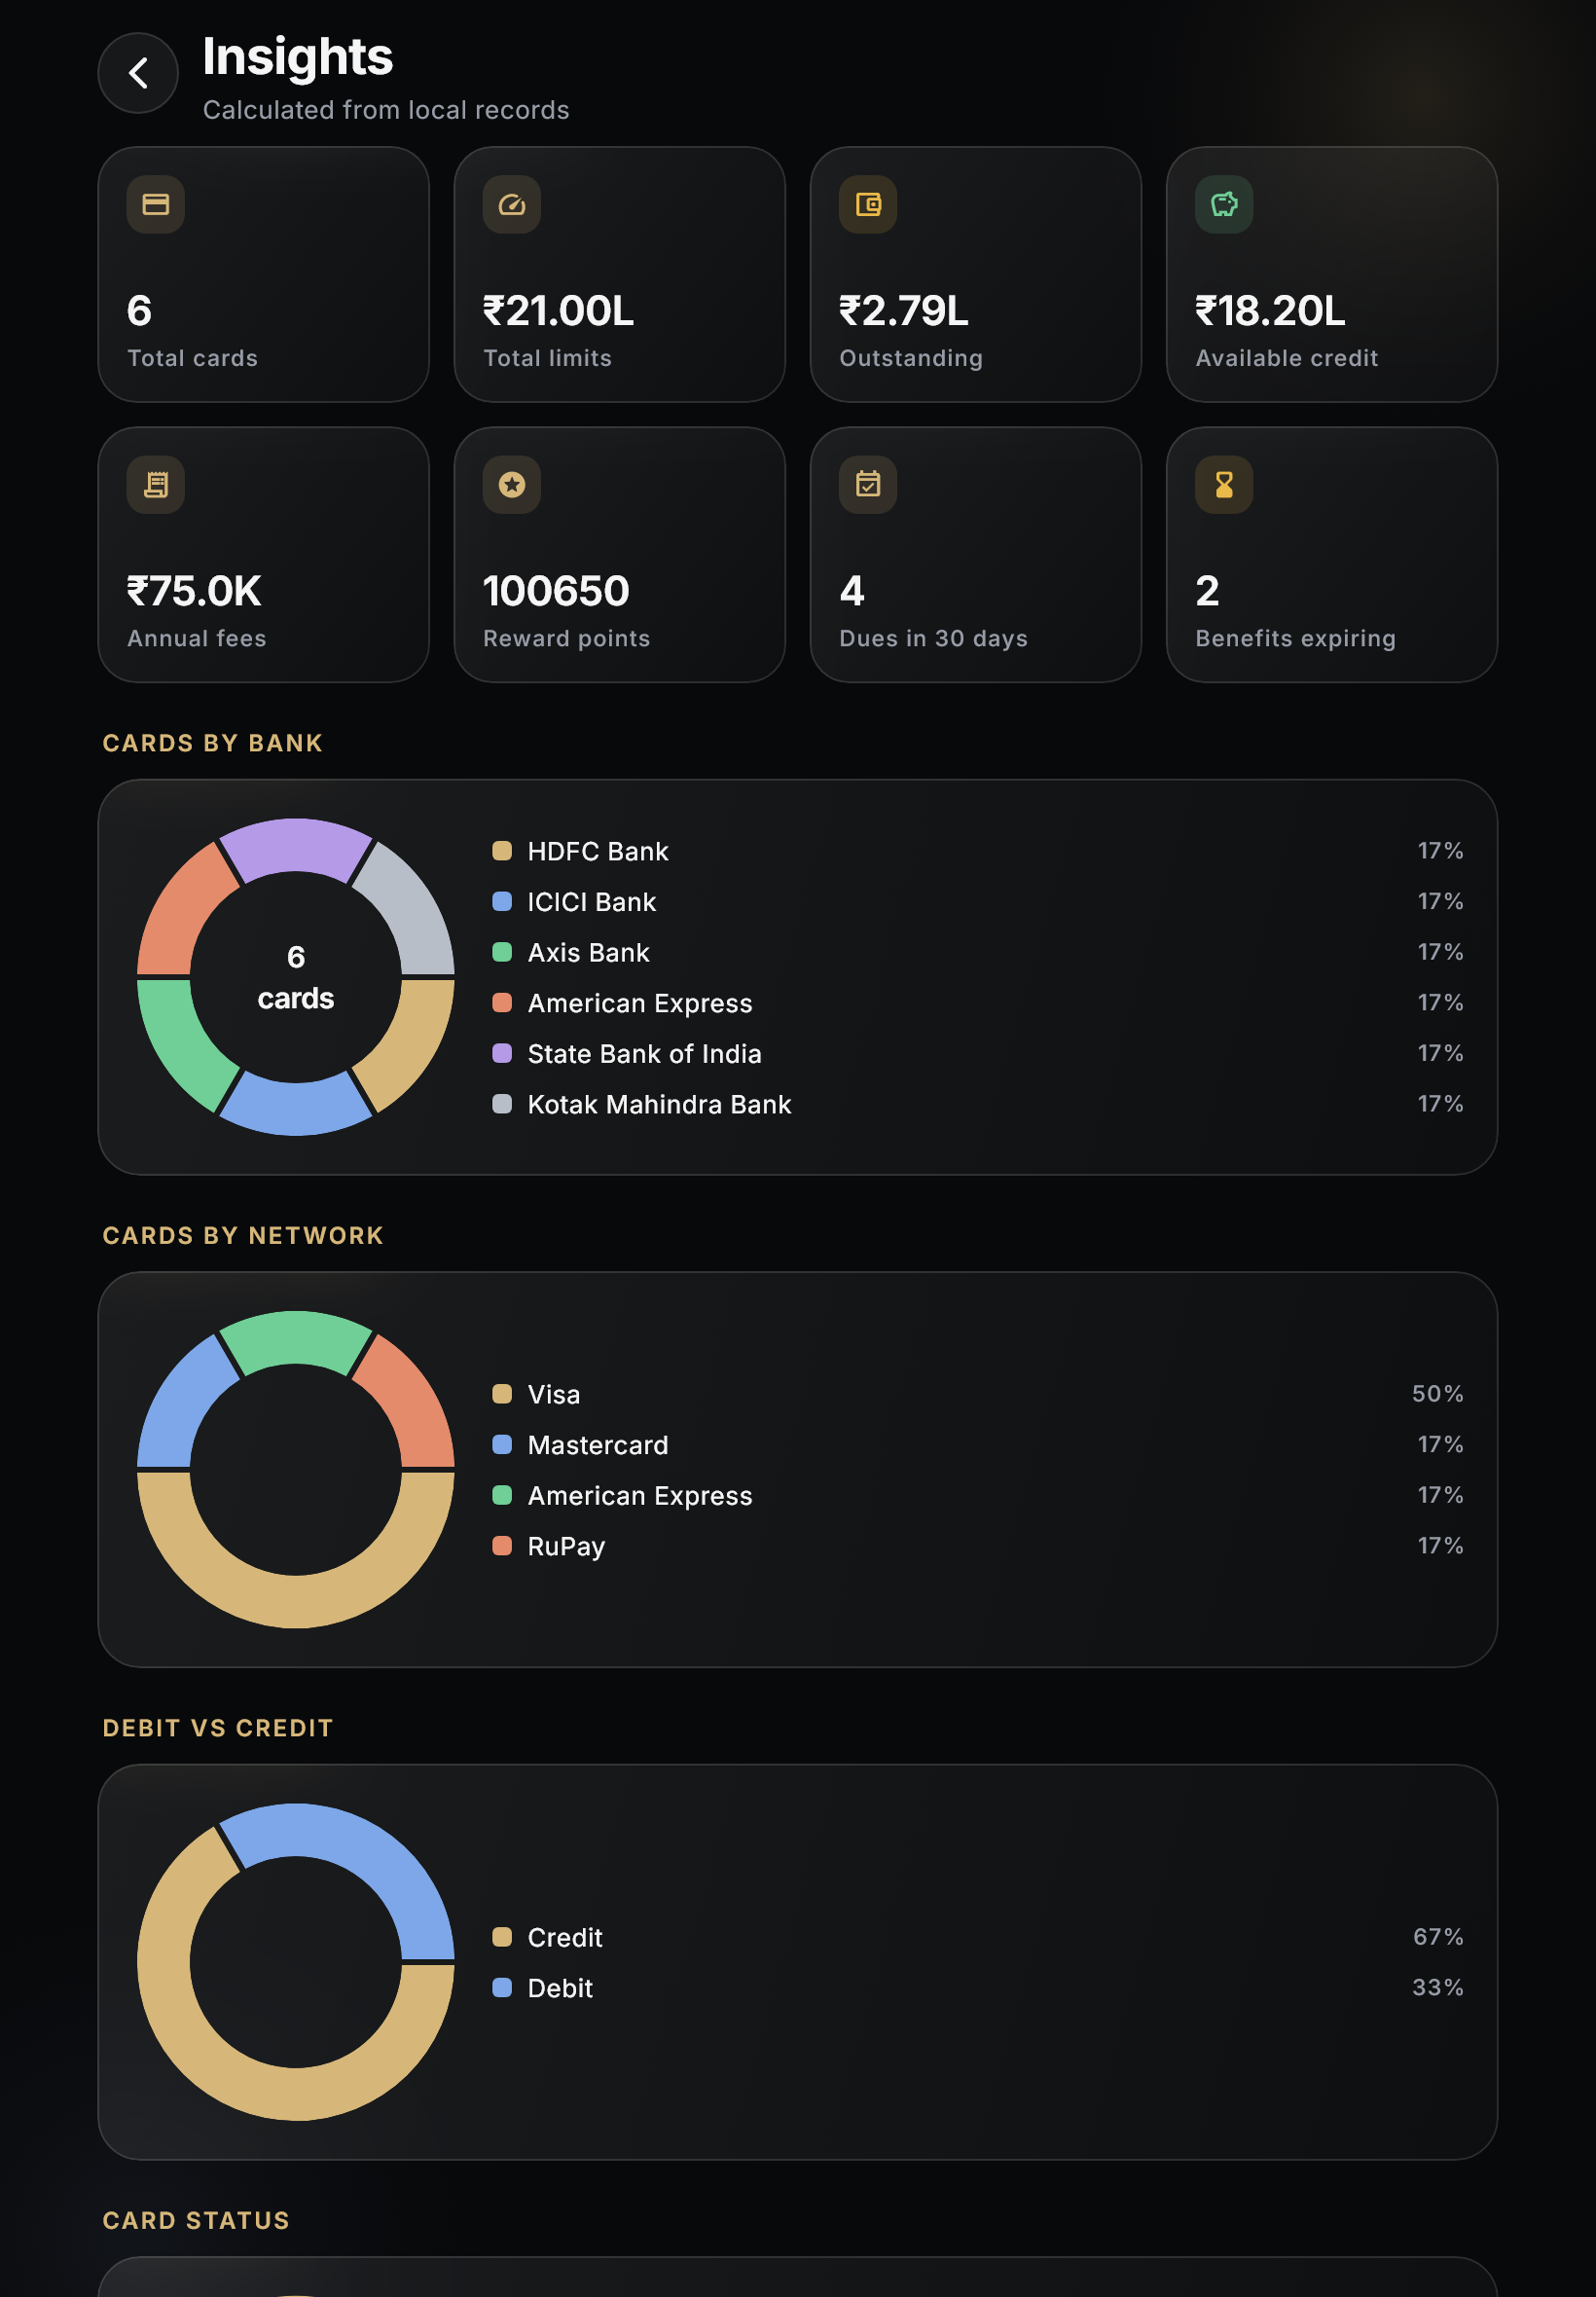 Insights
Calculated from local records
6
Total cards
₹21.00L
Total limits
₹2.79L
Outstanding
₹18.20L
Available credit
₹75.0K
Annual fees
100650
Reward points
4
Dues in 30 days
2
Benefits expiring
CARDS BY BANK
6
cards
HDFC Bank 17%
ICICI Bank 17%
Axis Bank 17%
American Express 17%
State Bank of India 17%
Kotak Mahindra Bank 17%
CARDS BY NETWORK
Visa 50%
Mastercard 17%
American Express 17%
RuPay 17%
DEBIT VS CREDIT
Credit 67%
Debit 33%
CARD STATUS